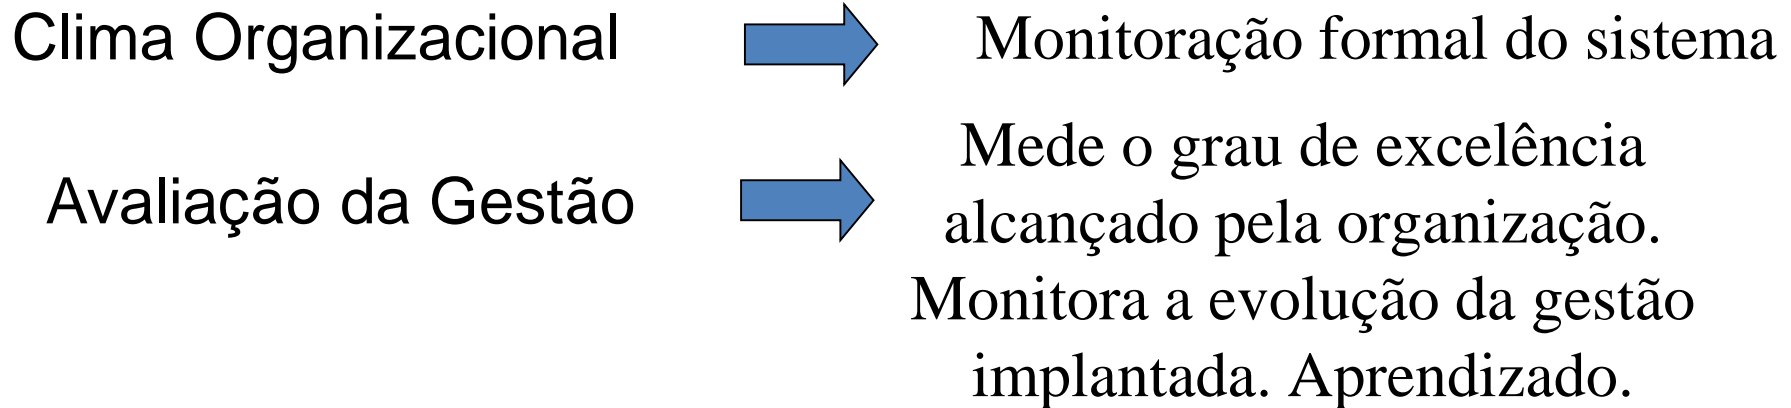 Clima Organizacional
Monitoração formal do sistema
Avaliação da Gestão
Mede o grau de excelência
alcançado pela organização.
Monitora a evolução da gestão
implantada. Aprendizado.